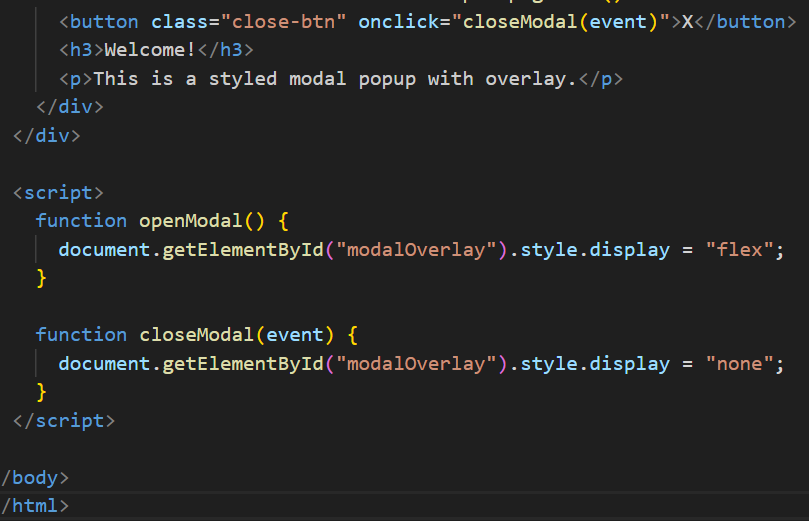 <button class="close-btn" onclick="closeModal(event)">X</button>
<h3>Welcome!</h3>
<p>This is a styled modal popup with overlay.</p>
</div>
</div>
<script>
function openModal() {
document.getElementById("modalOverlay").style.display = "flex";
}
function closeModal(event) {
document.getElementById("modalOverlay").style.display = "none";
}
</script>
/body>
/html>